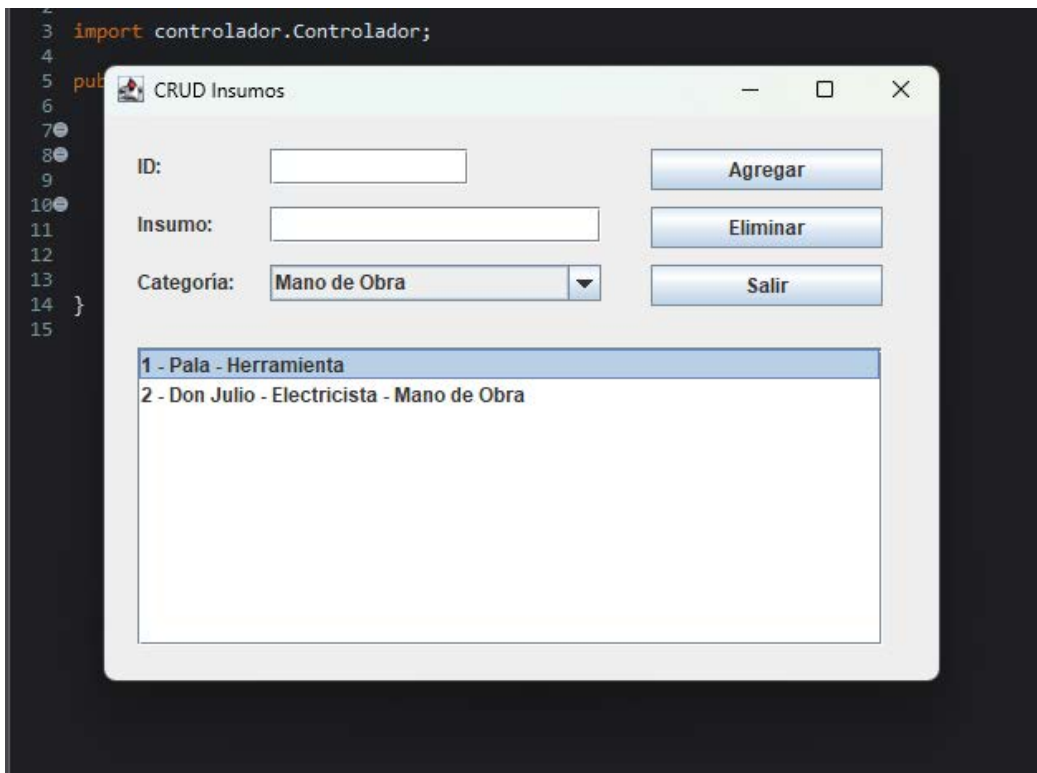 2
3 import controlador.Controlador;
4
5 pub
6
7
8
9
10
11
12
13
14 }
15
CRUD Insumos
ID:
Agregar
Insumo:
Eliminar
Categoría:
Mano de Obra
Salir
1 - Pala - Herramienta
2 - Don Julio - Electricista - Mano de Obra